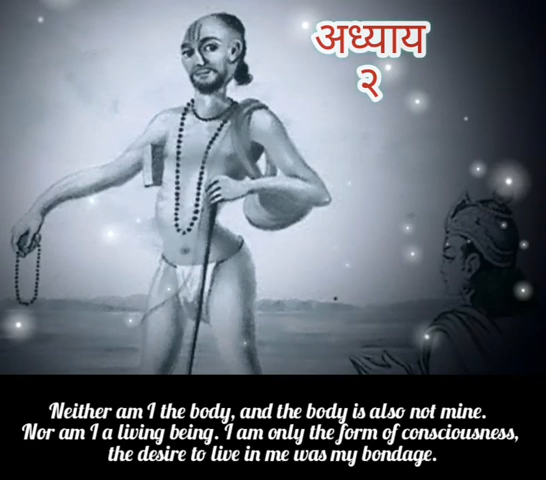 अध्याय
२
Neither am I the body, and the body is also not mine.
Nor am I a living being. I am only the form of consciousness,
the desire to live in me was my bondage.